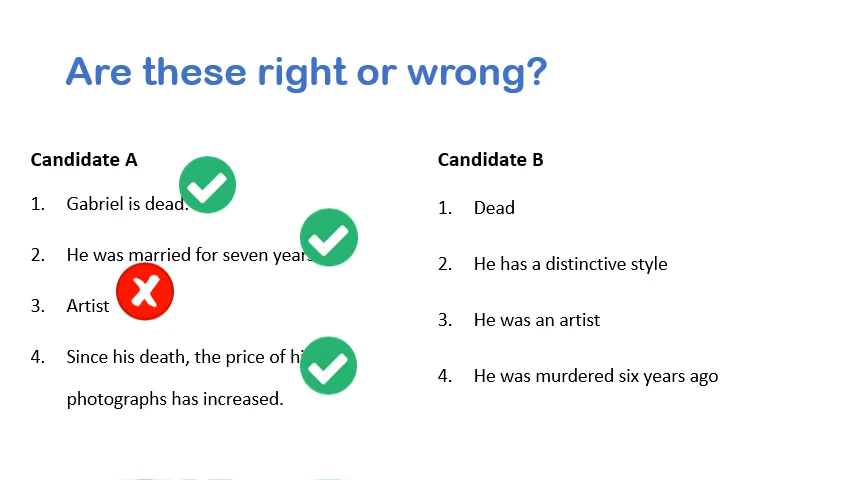 Are these right or wrong?
Candidate A
1. Gabriel is dead.
2. He was married for seven years
3. Artist
4. Since his death, the price of
photographs has increased.
Candidate B
1. Dead
2. He has a distinctive style
3. He was an artist
4. He was murdered six years ago